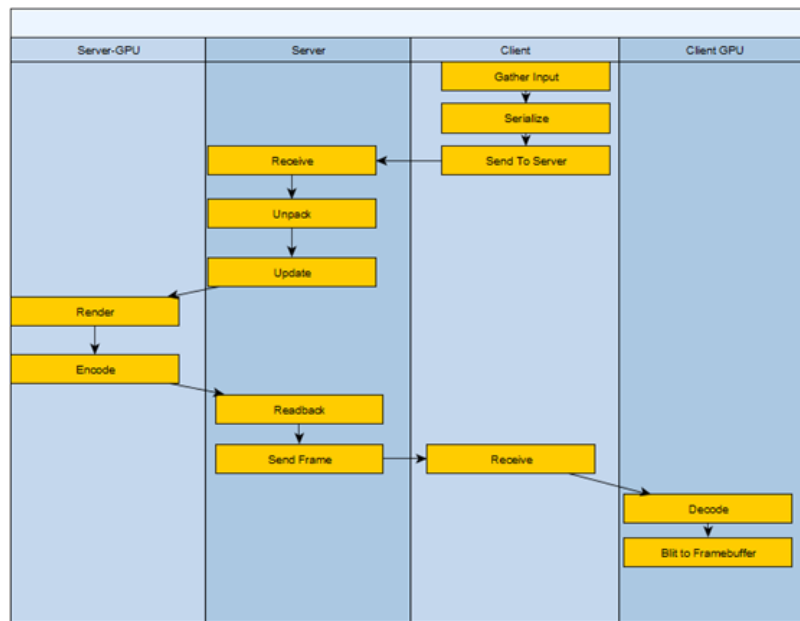 Server-GPU
Server
Client
Client GPU
Gather Input
Serialize
Send To Server
Receive
Unpack
Update
Render
Encode
Readback
Send Frame
Receive
Decode
Blit to Framebuffer